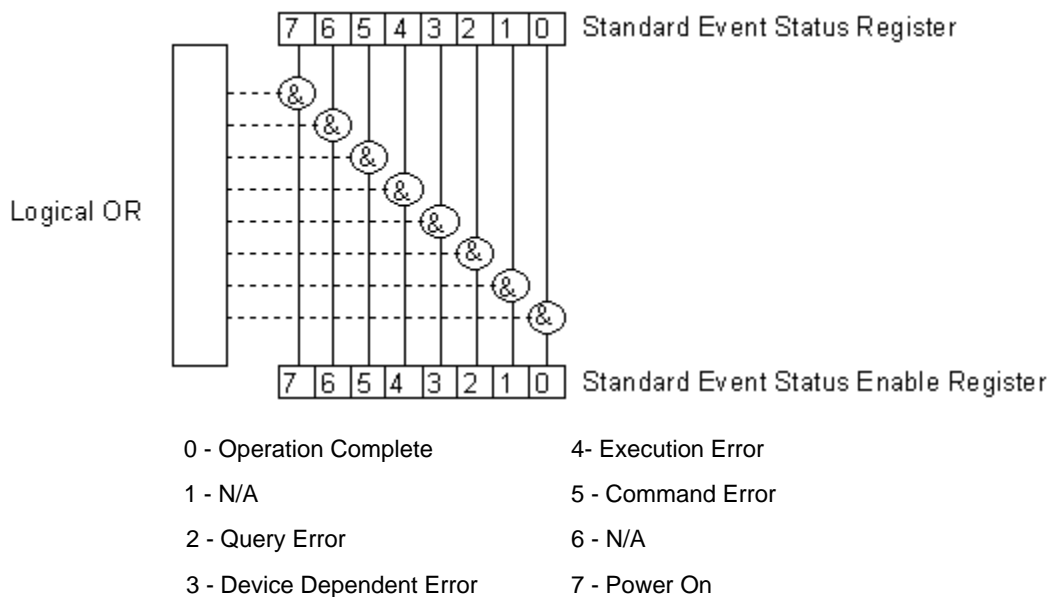 7 6 5 4 3 2 1 0 Standard Event Status Register
&
&
&
&
Logical OR
&
&
&
&
7 6 5 4 3 2 1 0 Standard Event Status Enable Register
0 - Operation Complete
4- Execution Error
1 - N/A
5 - Command Error
2 - Query Error
6 - N/A
3 - Device Dependent Error
7 - Power On